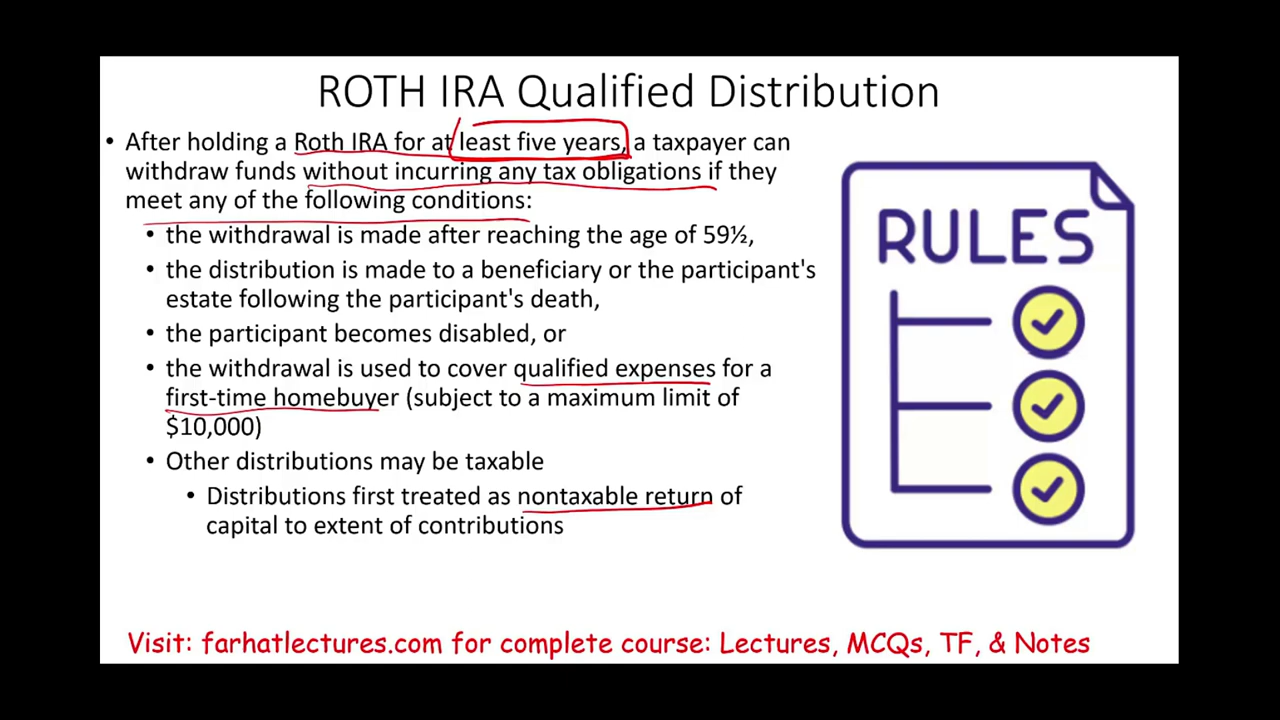 ROTH IRA Qualified Distribution
• After holding a Roth IRA for at least five years, a taxpayer can
withdraw funds without incurring any tax obligations if they
meet any of the following conditions:
• the withdrawal is made after reaching the age of 59½,
• the distribution is made to a beneficiary or the participant's
estate following the participant's death,
• the participant becomes disabled, or
• the withdrawal is used to cover qualified expenses for a
first-time homebuyer (subject to a maximum limit of
$10,000)
• Other distributions may be taxable
• Distributions first treated as nontaxable return of
capital to extent of contributions
RULES
Visit: farhatlectures.com for complete course: Lectures, MCQs, TF, & Notes